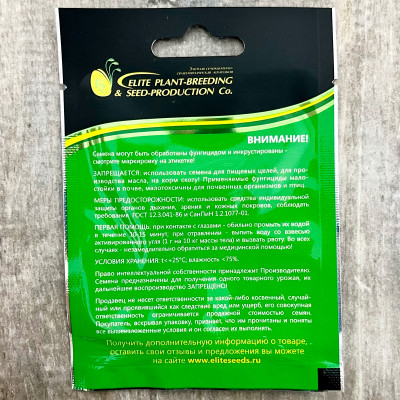 Элитная семеноводческо-
селекционная компания
ELITE PLANT-BREEDING
& SEED-PRODUCTION Co.
ВНИМАНИЕ!
Семена могут быть обработаны фунгицидом и инкрустированы -
смотрите маркировку на этикетке!
ЗАПРЕЩАЕТСЯ: использовать семена для пищевых целей, для про-
изводства масла, на корм скоту! Применяемые фунгициды мало-
стойки в почве, малотоксичны для почвенных организмов и птиц.
МЕРЫ ПРЕДОСТОРОЖНОСТИ: использовать средства индивидуальной
защиты органов дыхания, зрения и кожных покровов, соблюдать
требования ГОСТ 12.3.041-86 и СанПиН 1.2.1077-01.
ПЕРВАЯ ПОМОЩЬ: при контакте с глазами - обильно промыть их водой
в течение 10-15 минут, при отравлении - выпить воду со взвесью
активированного угля (1 г на 10 кг массы тела) и вызвать рвоту. Во всех
случаях - незамедлительно обратиться за медицинской помощью!
УСЛОВИЯ ХРАНЕНИЯ: t<+25°С; влажность <75%.
Право интеллектуальной собственности принадлежит Производителю.
Семена предназначены для получения одного товарного урожая, их
дальнейшее воспроизводство ЗАПРЕЩЕНО!
Продавец не несет ответственности за какой-либо косвенный, случай-
ный или проявившийся как следствие вред или ущерб, его совокупная
ответственность ограничивается продажной стоимостью семян.
Покупатель, вскрывая упаковку, признает, что им прочитаны и поняты
все вышеизложенные условия и он согласен их выполнять.
Получить дополнительную информацию о товаре,
оставить свои отзывы и предложения вы можете
на сайте www.eliteseeds.ru